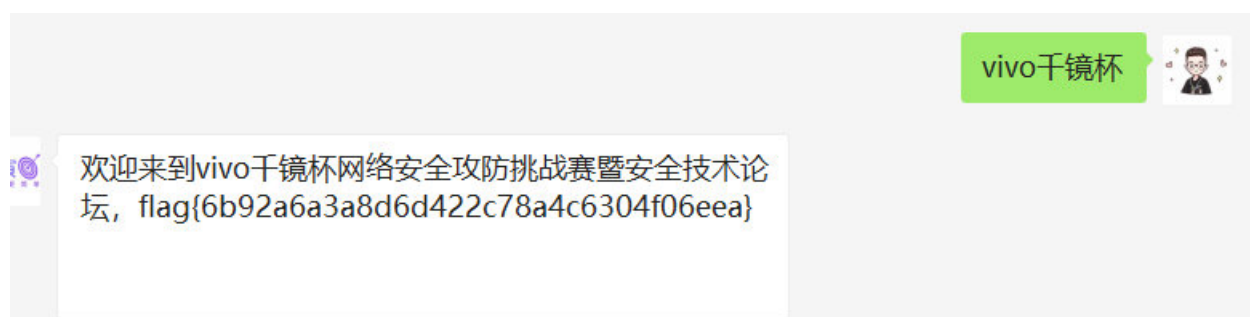 vivo千镜杯
欢迎来到vivo千镜杯网络安全攻防挑战赛暨安全技术论
坛，flag{6b92a6a3a8d6d422c78a4c6304f06eea}